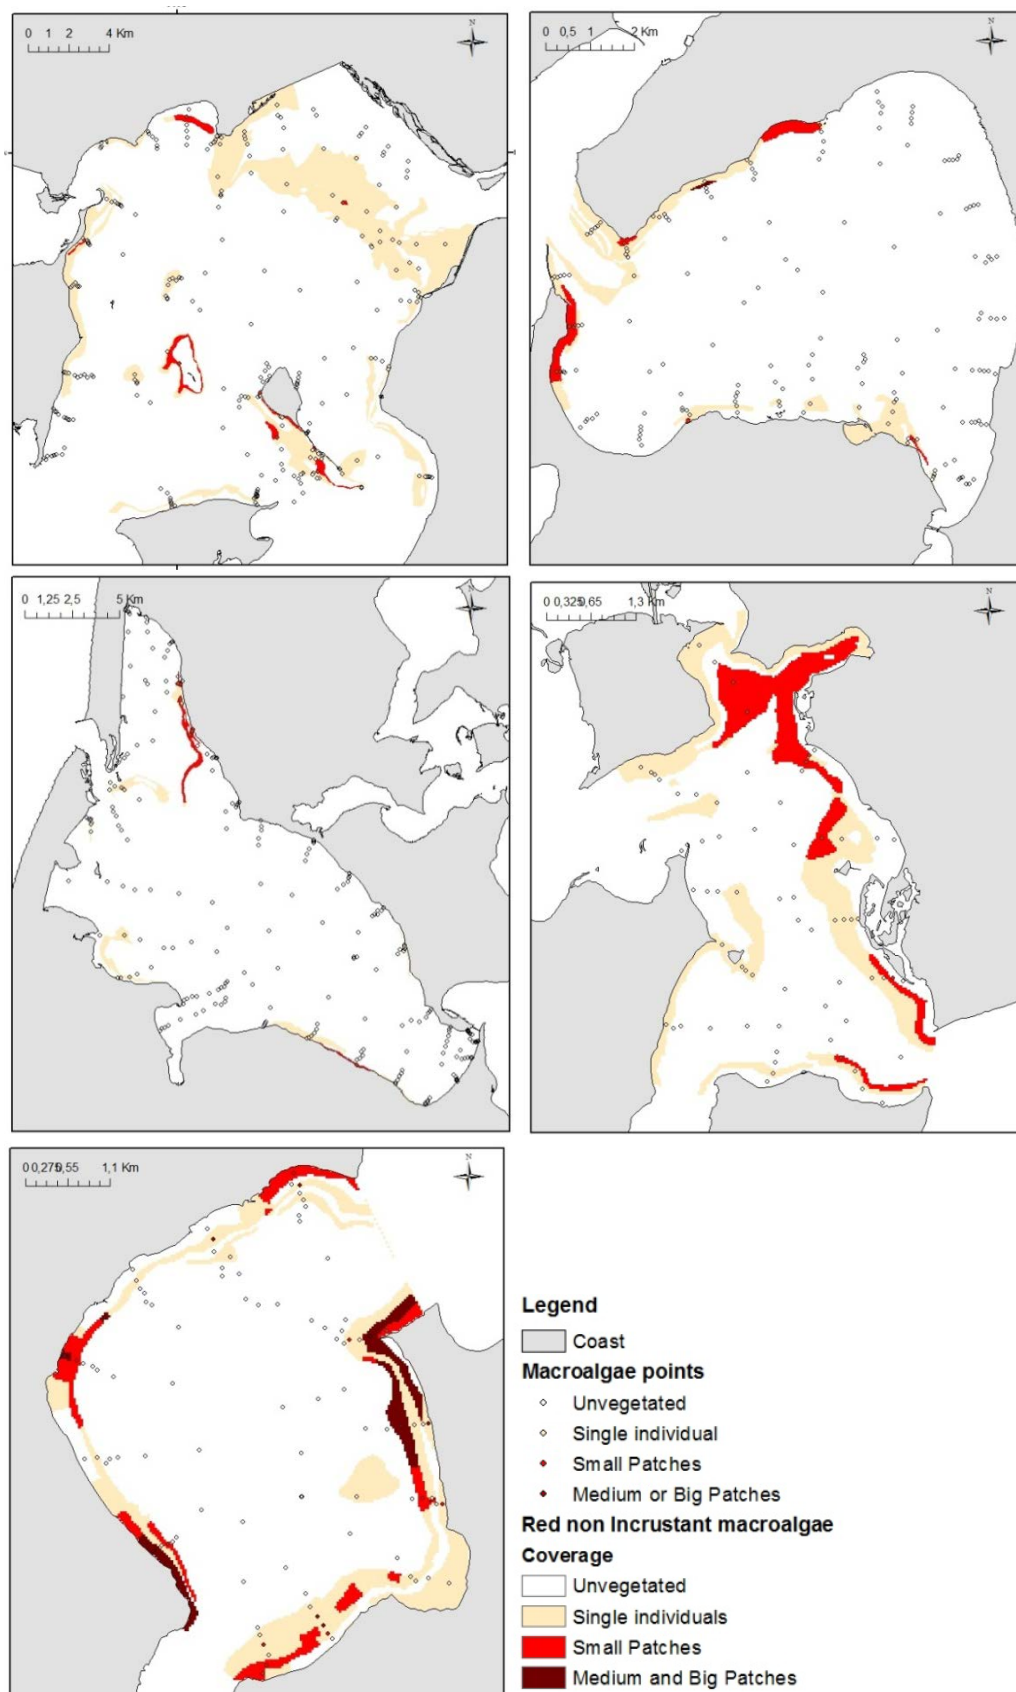 0 1 2 4 Km
N
0 0,5 1 2 Km
N
0 1,25 2,5 5 Km
N
0 0,325 0,65 1,3 Km
N
0 0,275 0,55 1,1 Km
N
Legend
Coast
Macroalgae points
Unvegetated
Single individual
Small Patches
Medium or Big Patches
Red non Incrustant macroalgae
Coverage
Unvegetated
Single individuals
Small Patches
Medium and Big Patches